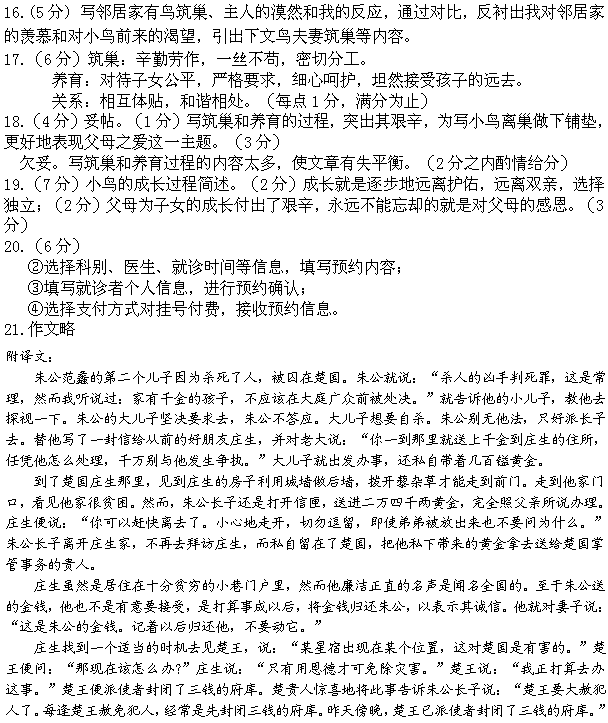 16.(5分) 写邻居家有鸟筑巢、主人的漠然和我的反应，通过对比，反衬出我对邻居家
的羡慕和对小鸟前来的渴望，引出下文鸟夫妻筑巢等内容。
17.（6分）筑巢：辛勤劳作，一丝不苟，密切分工。
养育：对待子女公平，严格要求，细心呵护，坦然接受孩子的远去。
关系：相互体贴，和谐相处。（每点1分，满分为止）
18.（4分）妥帖。（1分）写筑巢和养育的过程，突出其艰辛，为写小鸟离巢做下铺垫，
更好地表现父母之爱这一主题。（3分）
欠妥。写筑巢和养育过程的内容太多，使文章有失平衡。（2分之内酌情给分）
19.（7分）小鸟的成长过程简述。（2分）成长就是逐步地远离护佑，远离双亲，选择
独立；（2分）父母为子女的成长付出了艰辛，永远不能忘却的就是对父母的感恩。（3
分）
20.（6分）
②选择科别、医生、就诊时间等信息，填写预约内容；
③填写就诊者个人信息，进行预约确认；
④选择支付方式对挂号付费，接收预约信息。
21.作文略
附译文：
朱公范蠡的第二个儿子因为杀死了人，被囚在楚国。朱公就说：“杀人的凶手判死罪，这是常
理，然而我听说过：家有千金的孩子，不应该在大庭广众前被处决。”就告诉他的小儿子，教他去
探视一下。朱公的大儿子坚决要求去，朱公不答应。大儿子想要自杀。朱公别无他法，只好派长子
去。替他写了一封信给从前的好朋友庄生，并对老大说：“你一到那里就送上千金到庄生的住所，
任凭他怎么处理，千万别与他发生争执。”大儿子就出发办事，还私自带着几百镒黄金。
到了楚国庄生那里，见到庄生的房子利用城墙做后墙，拨开藜杂草才能走到前门。走到他家门
口，看见他家很贫困。然而，朱公长子还是打开信匣，送进二万四千两黄金，完全照父亲所说办理。
庄生便说：“你可以赶快离去了。小心地走开，切勿逗留，即使弟弟被放出来也不要问为什么。”
朱公长子离开庄生家，不再去拜访庄生，而私自留在了楚国，把他私下带来的黄金拿去送给楚国掌
管事务的贵人。
庄生虽然是居住在十分贫穷的小巷门户里，然而他廉洁正直的名声是闻名全国的。至于朱公送
的金钱，他也不是有意要接受，是打算事成以后，将金钱归还朱公，以表示其诚信。他就对妻子说：
“这是朱公的金钱。记着以后归还他，不要动它。”
庄生找到一个适当的时机去见楚王，说：“某星宿出现在某个位置，这对楚国是有害的。”楚
王便问：“那现在该怎么办？”庄生说：“只有用恩德才可免除灾害。”楚王说：“我正打算去办
这事。”楚王便派使者封闭了三钱的府库。楚贵人惊喜地将此事告诉朱公长子说：“楚王要大赦犯
人了。每逢楚王赦免犯人，经常是先封闭三钱的府库。昨天傍晚，楚王已派使者封闭了三钱的府库。”